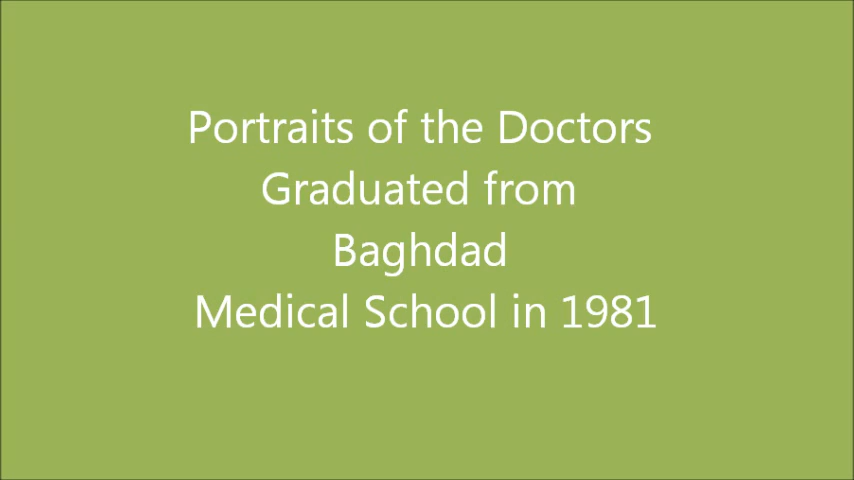 Portraits of the Doctors
Graduated from
Baghdad
Medical School in 1981